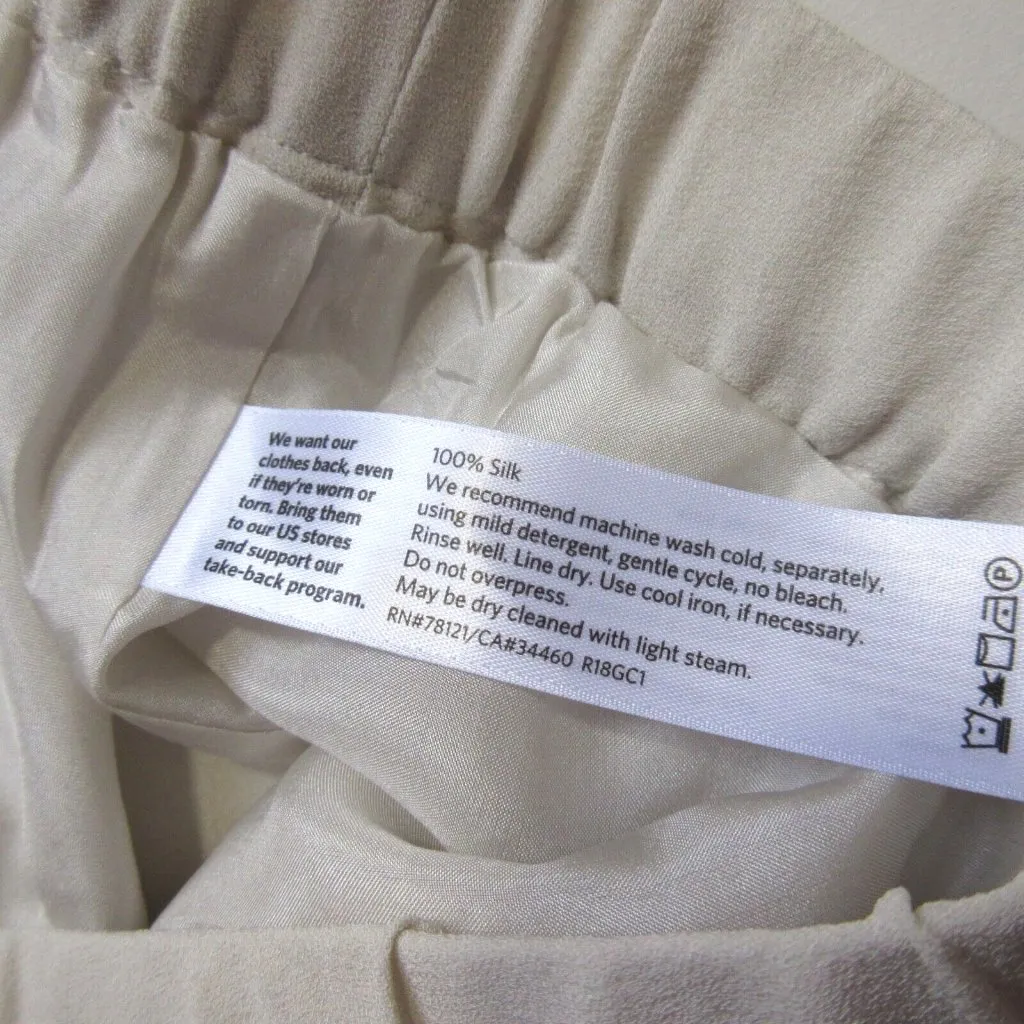 We want our
clothes back, even
if they're worn or
torn. Bring them
to our US stores
and support our
take-back program.
100% Silk
We recommend machine wash cold, separately,
using mild detergent, gentle cycle, no bleach.
Rinse well. Line dry. Use cool iron, if necessary.
Do not overpress.
May be dry cleaned with light steam.
RN#78121/CA#34460 R18GC1
P